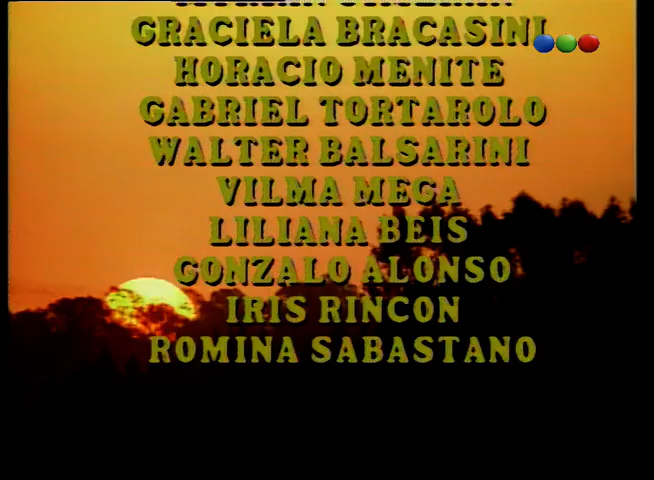 GRACIELA BRACASINI
HORACIO MENITE
GABRIEL TORTAROLO
WALTER BALSARINI
VILMA MEGA
LILIANA BEIS
GONZALO ALONSO
IRIS RINCON
ROMINA SABASTANO